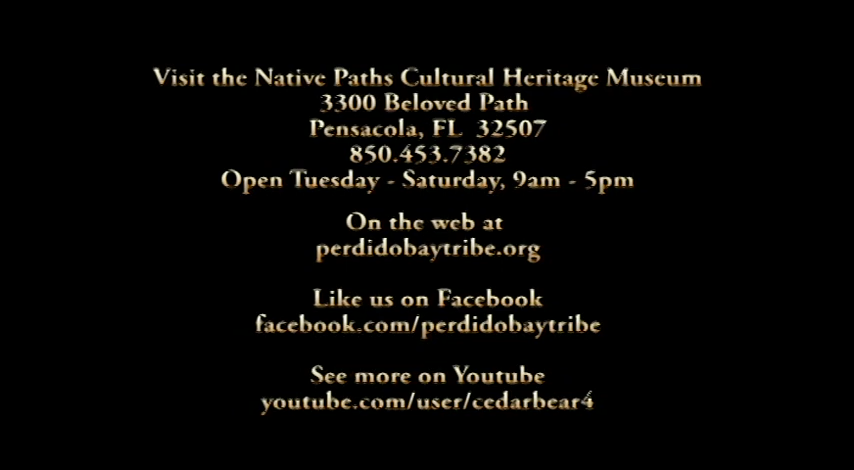 Visit the Native Paths Cultural Heritage Museum
3300 Beloved Path
Pensacola, FL 32507
850.453.7382
Open Tuesday - Saturday, 9am - 5pm
On the web at
perdidobaytribe.org
Like us on Facebook
facebook.com/perdidobaytribe
See more on Youtube
youtube.com/user/cedarbear4